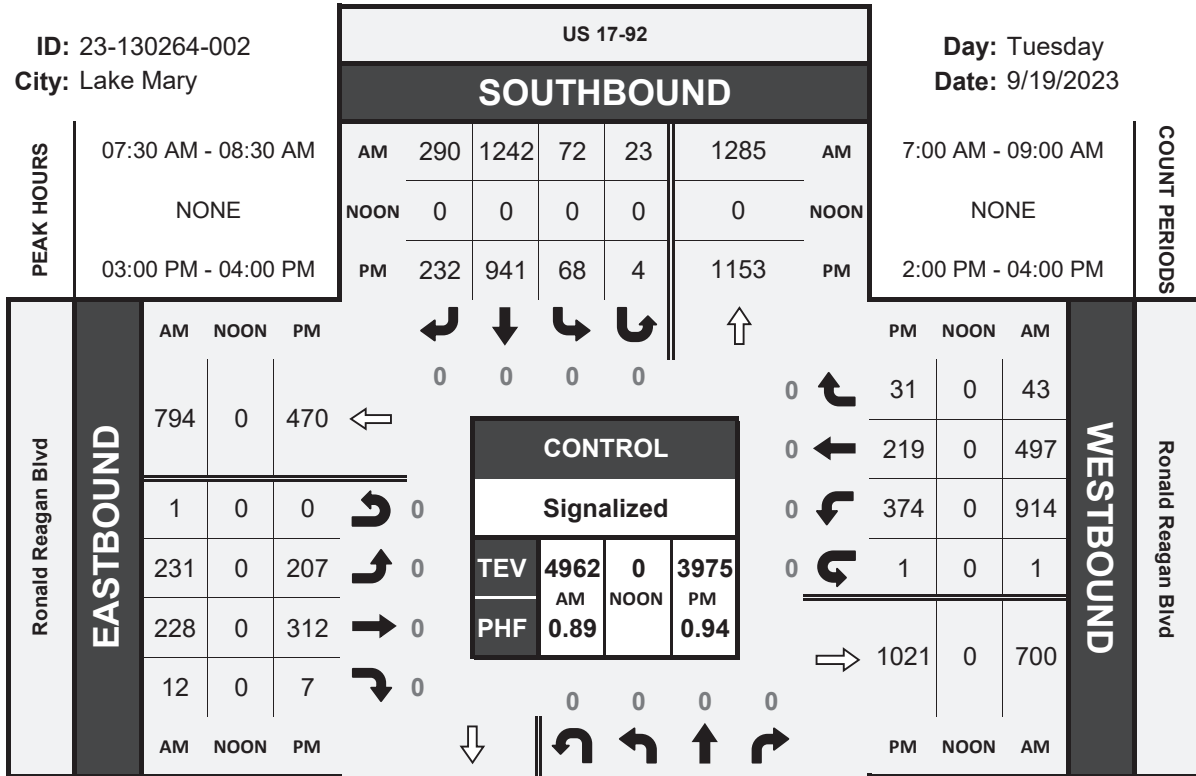 US 17-92
ID: 23-130264-002
City: Lake Mary
Day: Tuesday
Date: 9/19/2023
SOUTHBOUND
PEAK HOURS
07:30 AM - 08:30 AM
NONE
03:00 PM - 04:00 PM
AM 290 1242 72 23 1285 AM
NOON 0 0 0 0 0 NOON
PM 232 941 68 4 1153 PM
7:00 AM - 09:00 AM
NONE
2:00 PM - 04:00 PM
COUNT PERIODS
Ronald Reagan Blvd
EASTBOUND
AM NOON PM
794 0 470
1 0 0 0
231 0 207 0
228 0 312 0
12 0 7 0
AM NOON PM
0 0 0 0
CONTROL
Signalized
TEV 4962 0 3975
AM NOON PM
PHF 0.89 0.94
0 0 0 0
PM NOON AM
0 31 0 43
0 219 0 497
0 374 0 914
0 1 0 1
1021 0 700
PM NOON AM
WESTBOUND
Ronald Reagan Blvd